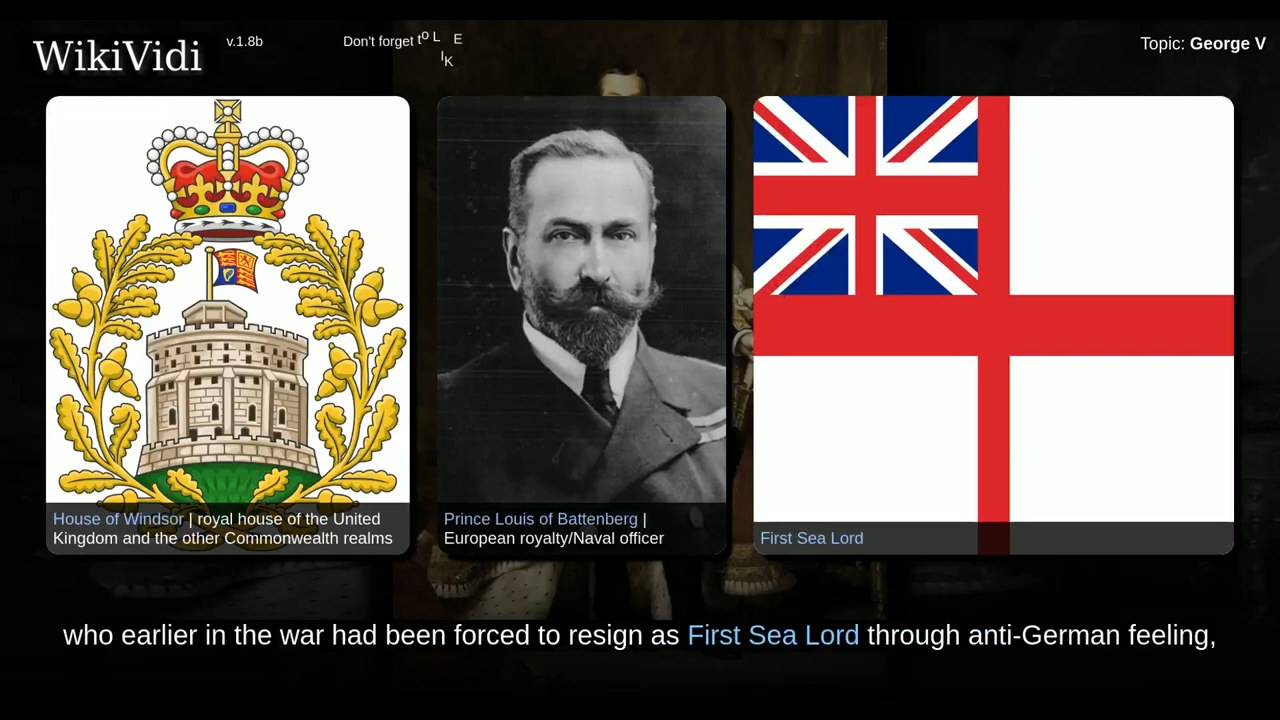 WikiVidi
v.1.8b
Don't forget to LIKE
Topic: George V
House of Windsor | royal house of the United
Kingdom and the other Commonwealth realms
Prince Louis of Battenberg |
European royalty/Naval officer
First Sea Lord
who earlier in the war had been forced to resign as First Sea Lord through anti-German feeling,